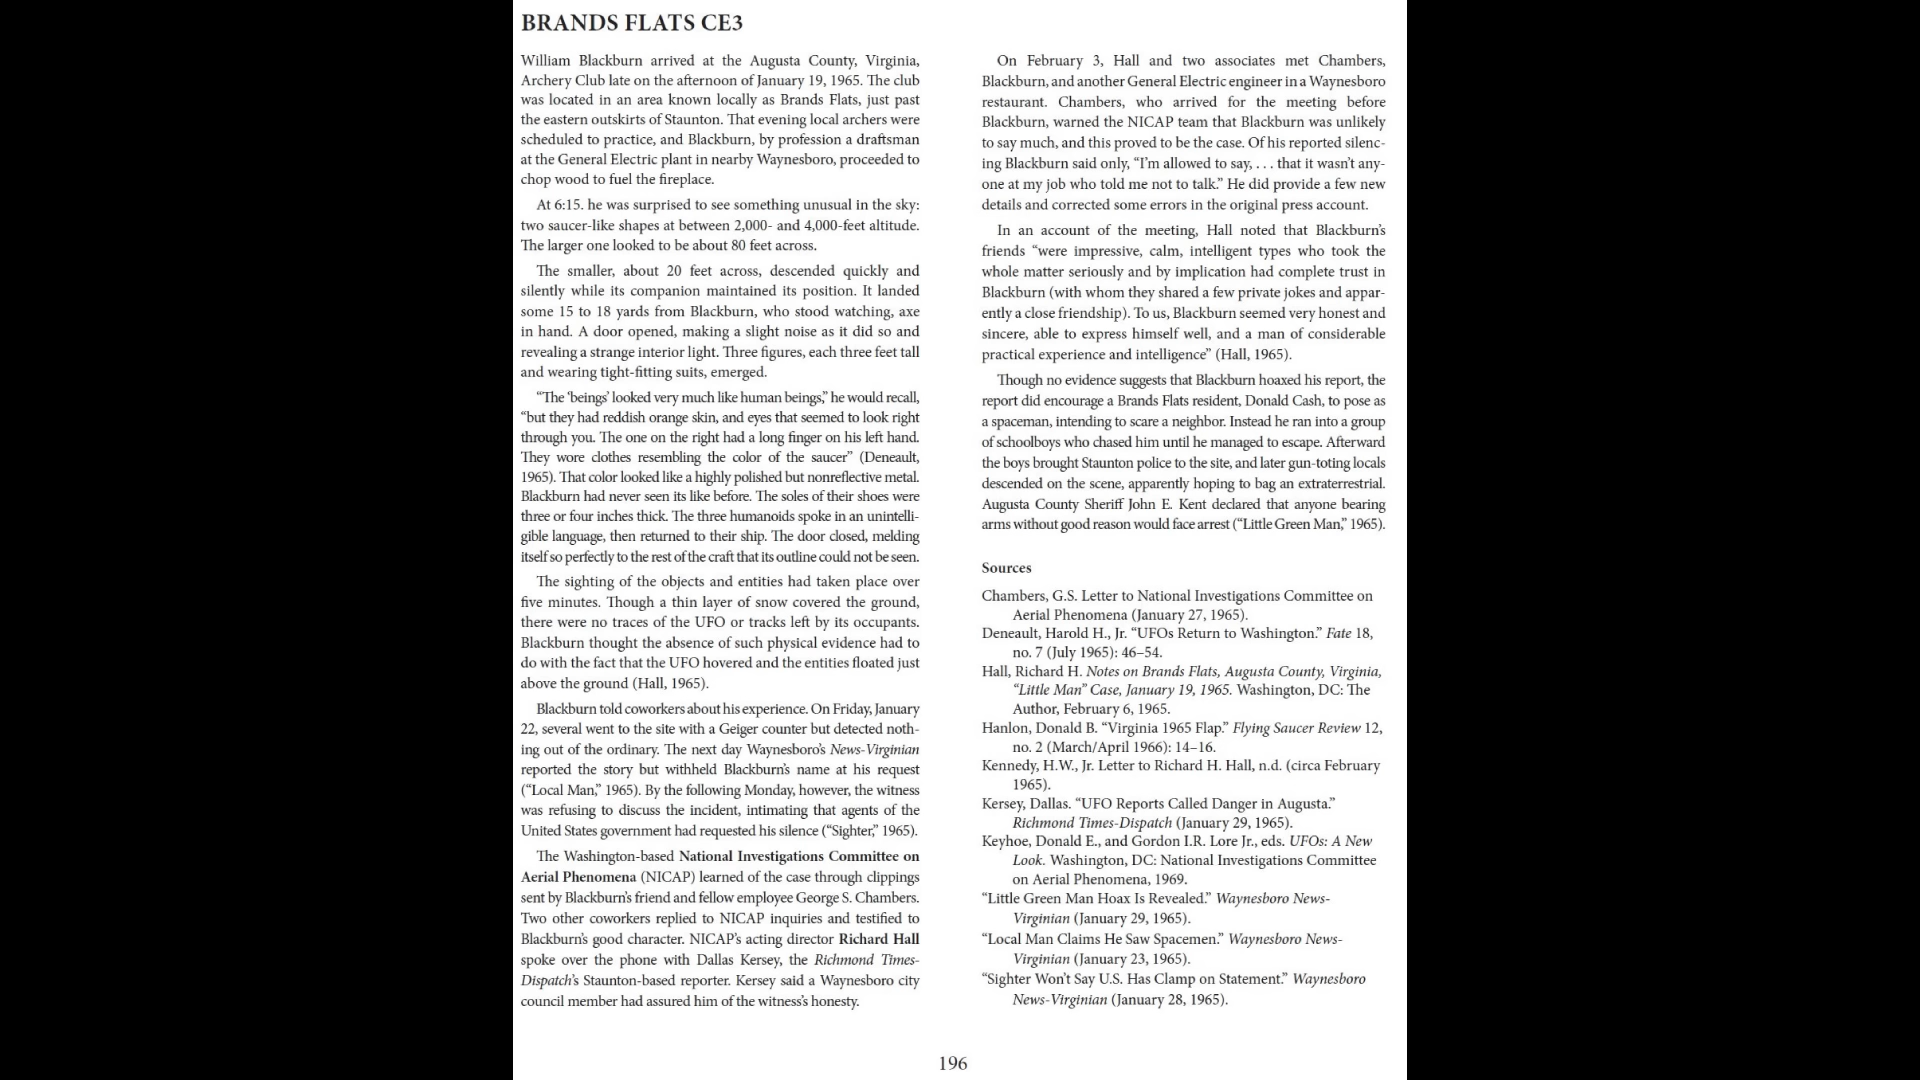 BRANDS FLATS CE3
William Blackburn arrived at the Augusta County, Virginia,
Archery Club late on the afternoon of January 19, 1965. The club
was located in an area known locally as Brands Flats, just past
the eastern outskirts of Staunton. That evening local archers were
scheduled to practice, and Blackburn, by profession a draftsman
at the General Electric plant in nearby Waynesboro, proceeded to
chop wood to fuel the fireplace.
At 6:15. he was surprised to see something unusual in the sky:
two saucer-like shapes at between 2,000- and 4,000-feet altitude.
The larger one looked to be about 80 feet across.
The smaller, about 20 feet across, descended quickly and
silently while its companion maintained its position. It landed
some 15 to 18 yards from Blackburn, who stood watching, axe
in hand. A door opened, making a slight noise as it did so and
revealing a strange interior light. Three figures, each three feet tall
and wearing tight-fitting suits, emerged.
“The ‘beings’ looked very much like human beings,” he would recall,
“but they had reddish orange skin, and eyes that seemed to look right
through you. The one on the right had a long finger on his left hand.
They wore clothes resembling the color of the saucer” (Deneault,
1965). That color looked like a highly polished but nonreflective metal.
Blackburn had never seen its like before. The soles of their shoes were
three or four inches thick. The three humanoids spoke in an unintelli-
gible language, then returned to their ship. The door closed, melding
itself so perfectly to the rest of the craft that its outline could not be seen.
The sighting of the objects and entities had taken place over
five minutes. Though a thin layer of snow covered the ground,
there were no traces of the UFO or tracks left by its occupants.
Blackburn thought the absence of such physical evidence had to
do with the fact that the UFO hovered and the entities floated just
above the ground (Hall, 1965).
Blackburn told coworkers about his experience. On Friday, January
22, several went to the site with a Geiger counter but detected noth-
ing out of the ordinary. The next day Waynesboro’s News-Virginian
reported the story but withheld Blackburn’s name at his request
(“Local Man,” 1965). By the following Monday, however, the witness
was refusing to discuss the incident, intimating that agents of the
United States government had requested his silence (“Sighter,” 1965).
The Washington-based National Investigations Committee on
Aerial Phenomena (NICAP) learned of the case through clippings
sent by Blackburn’s friend and fellow employee George S. Chambers.
Two other coworkers replied to NICAP inquiries and testified to
Blackburn’s good character. NICAP’s acting director Richard Hall
spoke over the phone with Dallas Kersey, the Richmond Times-
Dispatch’s Staunton-based reporter. Kersey said a Waynesboro city
council member had assured him of the witness’s honesty.
On February 3, Hall and two associates met Chambers,
Blackburn, and another General Electric engineer in a Waynesboro
restaurant. Chambers, who arrived for the meeting before
Blackburn, warned the NICAP team that Blackburn was unlikely
to say much, and this proved to be the case. Of his reported silenc-
ing Blackburn said only, “I’m allowed to say, . . . that it wasn’t any-
one at my job who told me not to talk.” He did provide a few new
details and corrected some errors in the original press account.
In an account of the meeting, Hall noted that Blackburn’s
friends “were impressive, calm, intelligent types who took the
whole matter seriously and by implication had complete trust in
Blackburn (with whom they shared a few private jokes and appar-
ently a close friendship). To us, Blackburn seemed very honest and
sincere, able to express himself well, and a man of considerable
practical experience and intelligence” (Hall, 1965).
Though no evidence suggests that Blackburn hoaxed his report, the
report did encourage a Brands Flats resident, Donald Cash, to pose as
a spaceman, intending to scare a neighbor. Instead he ran into a group
of schoolboys who chased him until he managed to escape. Afterward
the boys brought Staunton police to the site, and later gun-toting locals
descended on the scene, apparently hoping to bag an extraterrestrial.
Augusta County Sheriff John E. Kent declared that anyone bearing
arms without good reason would face arrest (“Little Green Man,” 1965).
Sources
Chambers, G.S. Letter to National Investigations Committee on
Aerial Phenomena (January 27, 1965).
Deneault, Harold H., Jr. “UFOs Return to Washington.” Fate 18,
no. 7 (July 1965): 46–54.
Hall, Richard H. Notes on Brands Flats, Augusta County, Virginia,
“Little Man” Case, January 19, 1965. Washington, DC: The
Author, February 6, 1965.
Hanlon, Donald B. “Virginia 1965 Flap.” Flying Saucer Review 12,
no. 2 (March/April 1966): 14–16.
Kennedy, H.W., Jr. Letter to Richard H. Hall, n.d. (circa February
1965).
Kersey, Dallas. “UFO Reports Called Danger in Augusta.”
Richmond Times-Dispatch (January 29, 1965).
Keyhoe, Donald E., and Gordon I.R. Lore Jr., eds. UFOs: A New
Look. Washington, DC: National Investigations Committee
on Aerial Phenomena, 1969.
“Little Green Man Hoax Is Revealed.” Waynesboro News-
Virginian (January 29, 1965).
“Local Man Claims He Saw Spacemen.” Waynesboro News-
Virginian (January 23, 1965).
“Sighter Won’t Say U.S. Has Clamp on Statement.” Waynesboro
News-Virginian (January 28, 1965).
196